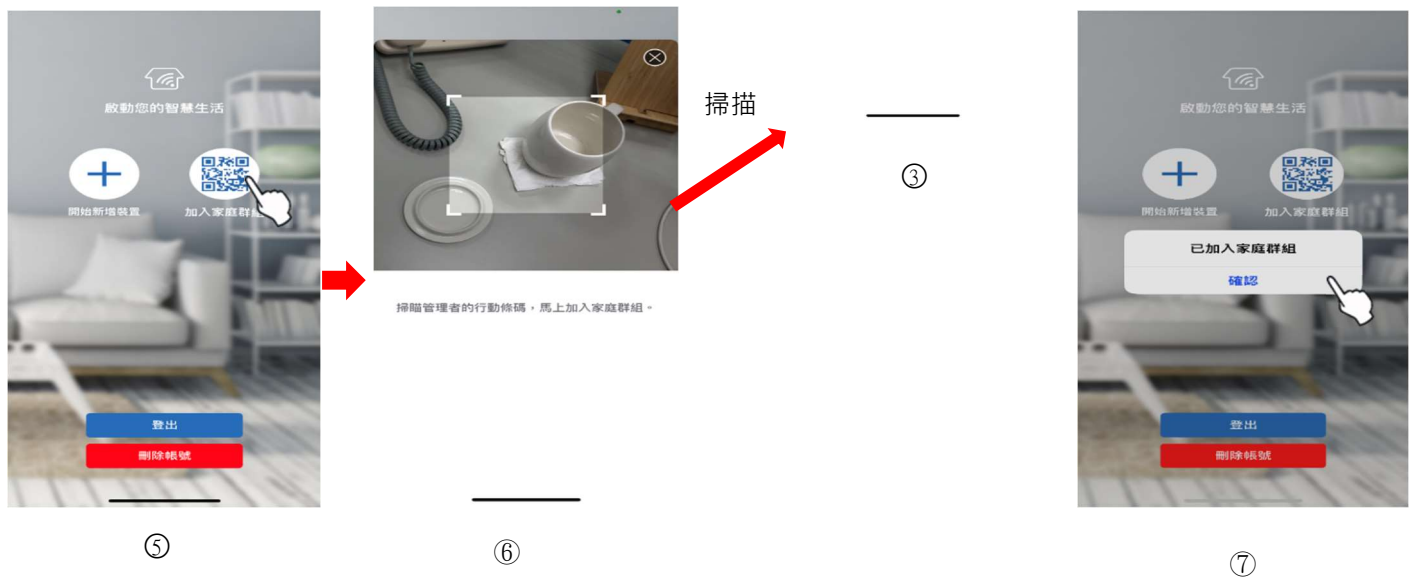 啟動您的智慧生活
開始新增裝置
加入家庭群
登出
刪除帳號
⑤
掃瞄管理者的行動條碼，馬上加入家庭群組。
⑥
掃描
③
啟動您的智慧生活
開始新增裝置
加入家庭群組
已加入家庭群組
確認
登出
刪除帳號
⑦